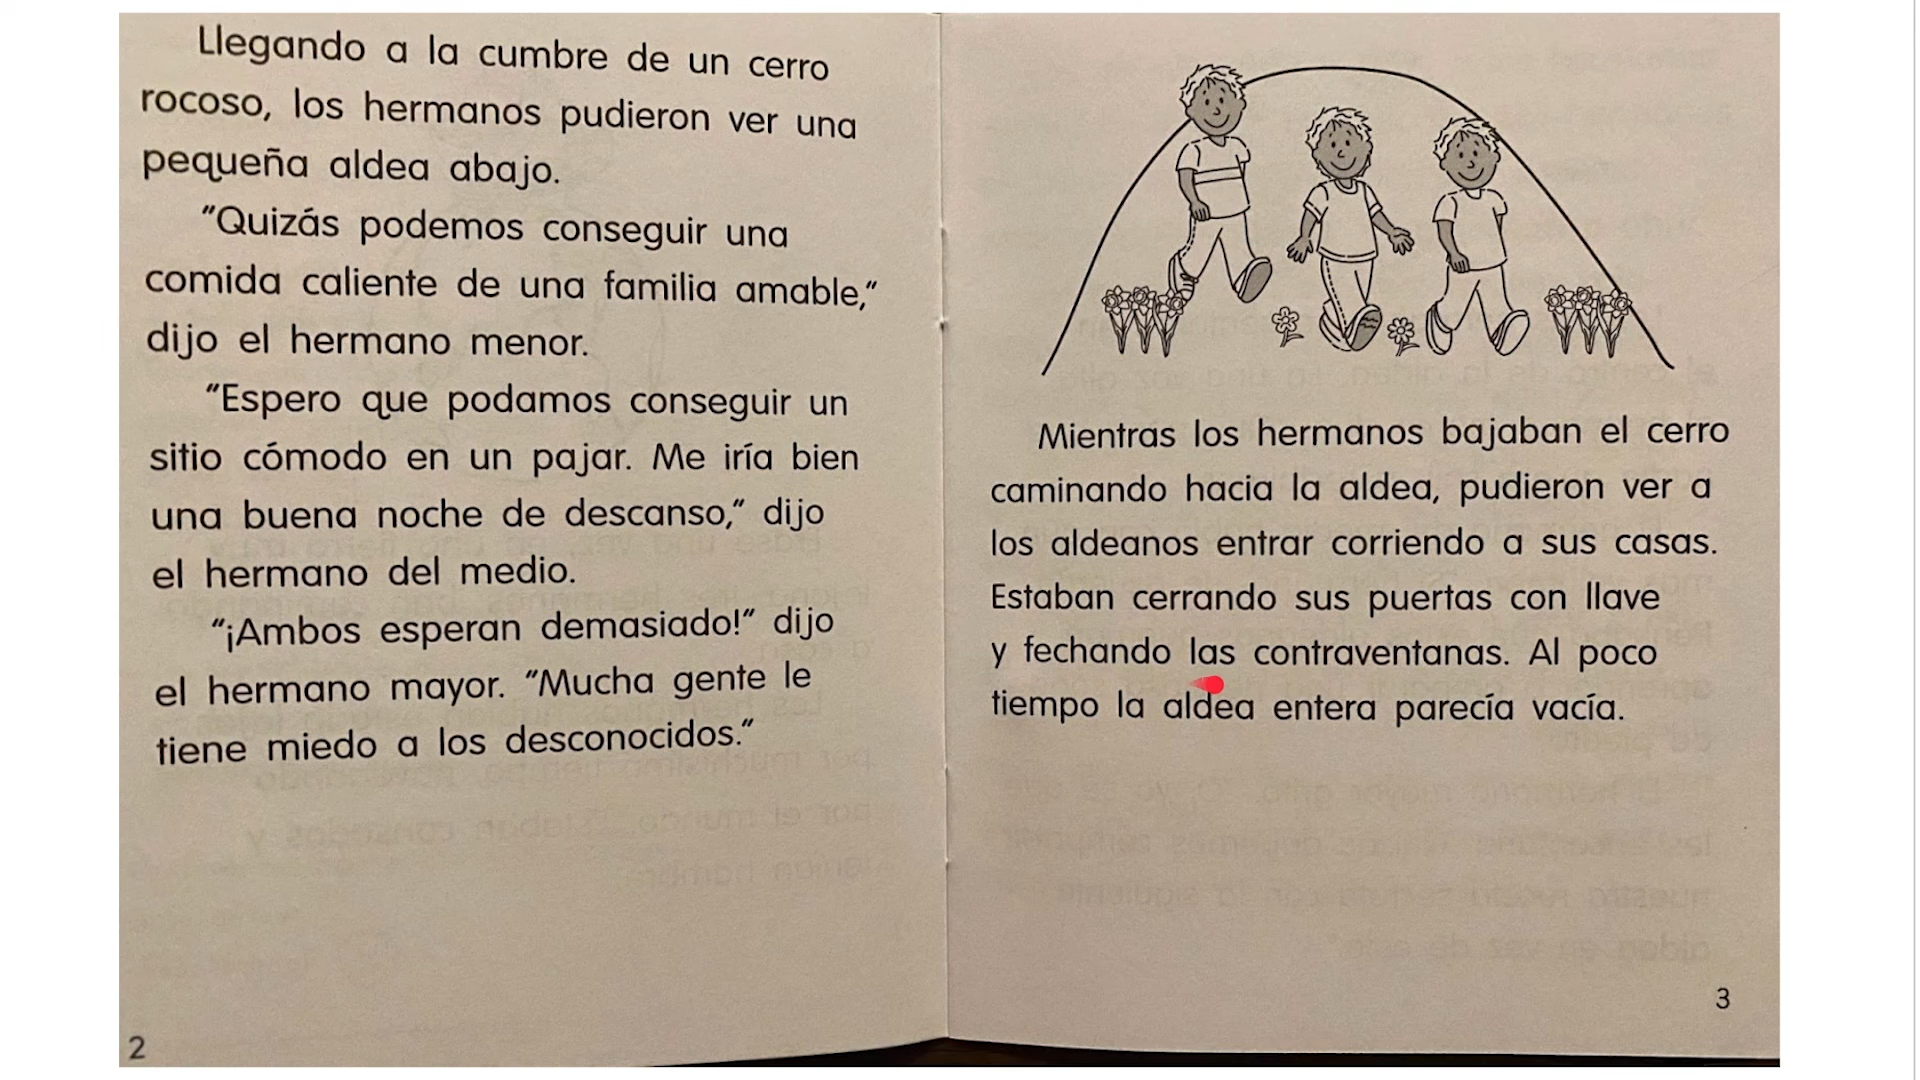 Llegando a la cumbre de un cerro
rocoso, los hermanos pudieron ver una
pequeña aldea abajo.
"Quizás podemos conseguir una
comida caliente de una familia amable,"
dijo el hermano menor.
"Espero que podamos conseguir un
sitio cómodo en un pajar. Me iría bien
una buena noche de descanso," dijo
el hermano del medio.
"¡Ambos esperan demasiado!" dijo
el hermano mayor. "Mucha gente le
tiene miedo a los desconocidos."
2
Mientras los hermanos bajaban el cerro
caminando hacia la aldea, pudieron ver a
los aldeanos entrar corriendo a sus casas.
Estaban cerrando sus puertas con llave
y fechando las contraventanas. Al poco
tiempo la aldea entera parecía vacía.
3